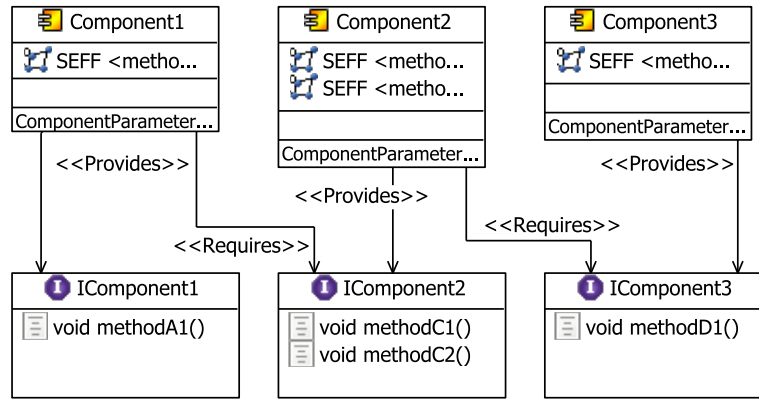 Component1
SEFF <metho...
ComponentParameter...
Component2
SEFF <metho...
SEFF <metho...
ComponentParameter...
Component3
SEFF <metho...
ComponentParameter...
<<Provides>>
<<Provides>>
<<Provides>>
<<Requires>>
<<Requires>>
I IComponent1
void methodA1()
I IComponent2
void methodC1()
void methodC2()
I IComponent3
void methodD1()